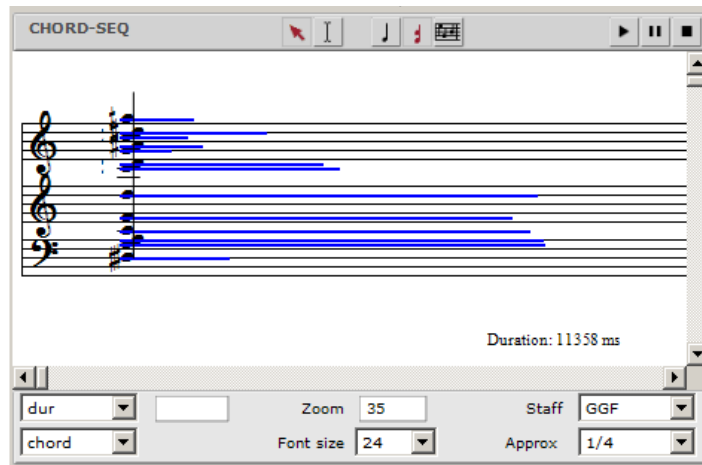 CHORD-SEQ
Duration: 11358 ms
dur Zoom 35 Staff GGF
chord Font size 24 Approx 1/4